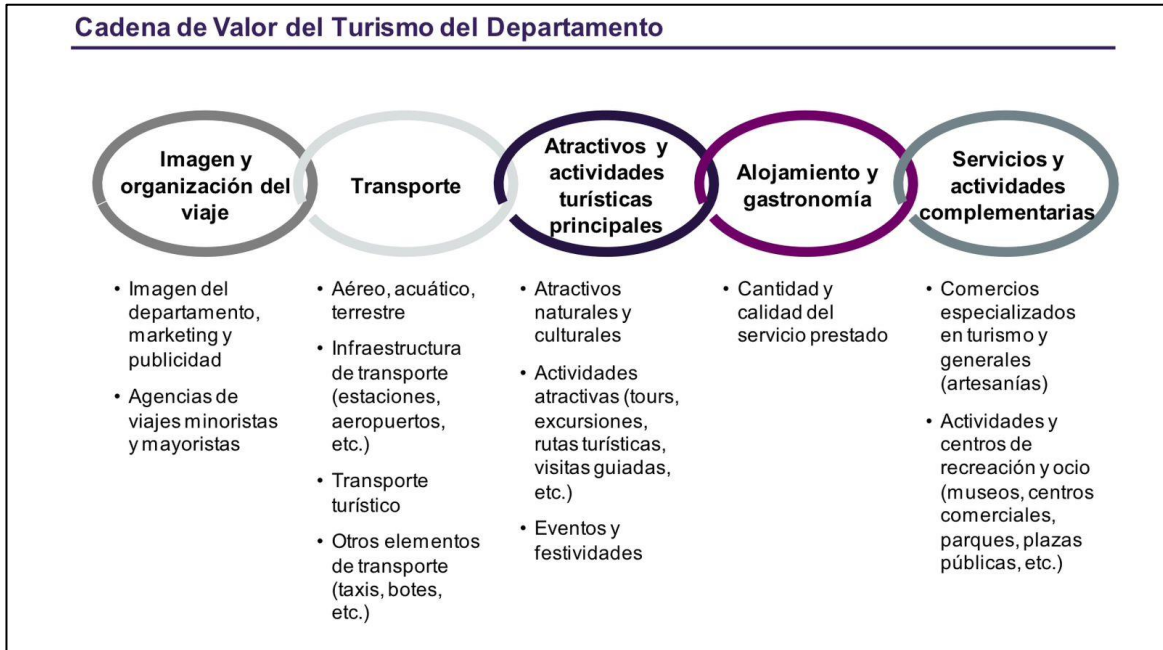 Cadena de Valor del Turismo del Departamento
Imagen y
organización del
viaje
Transporte
Atractivos y
actividades
turísticas
principales
Alojamiento y
gastronomía
Servicios y
actividades
complementarias
• Imagen del
departamento,
marketing y
publicidad
• Agencias de
viajes minoristas
y mayoristas
• Aéreo, acuático,
terrestre
• Infraestructura
de transporte
(estaciones,
aeropuertos,
etc.)
• Transporte
turístico
• Otros elementos
de transporte
(taxis, botes,
etc.)
• Atractivos
naturales y
culturales
• Actividades
atractivas (tours,
excursiones,
rutas turísticas,
visitas guiadas,
etc.)
• Eventos y
festividades
• Cantidad y
calidad del
servicio prestado
• Comercios
especializados
en turismo y
generales
(artesanías)
• Actividades y
centros de
recreación y ocio
(museos, centros
comerciales,
parques, plazas
públicas, etc.)